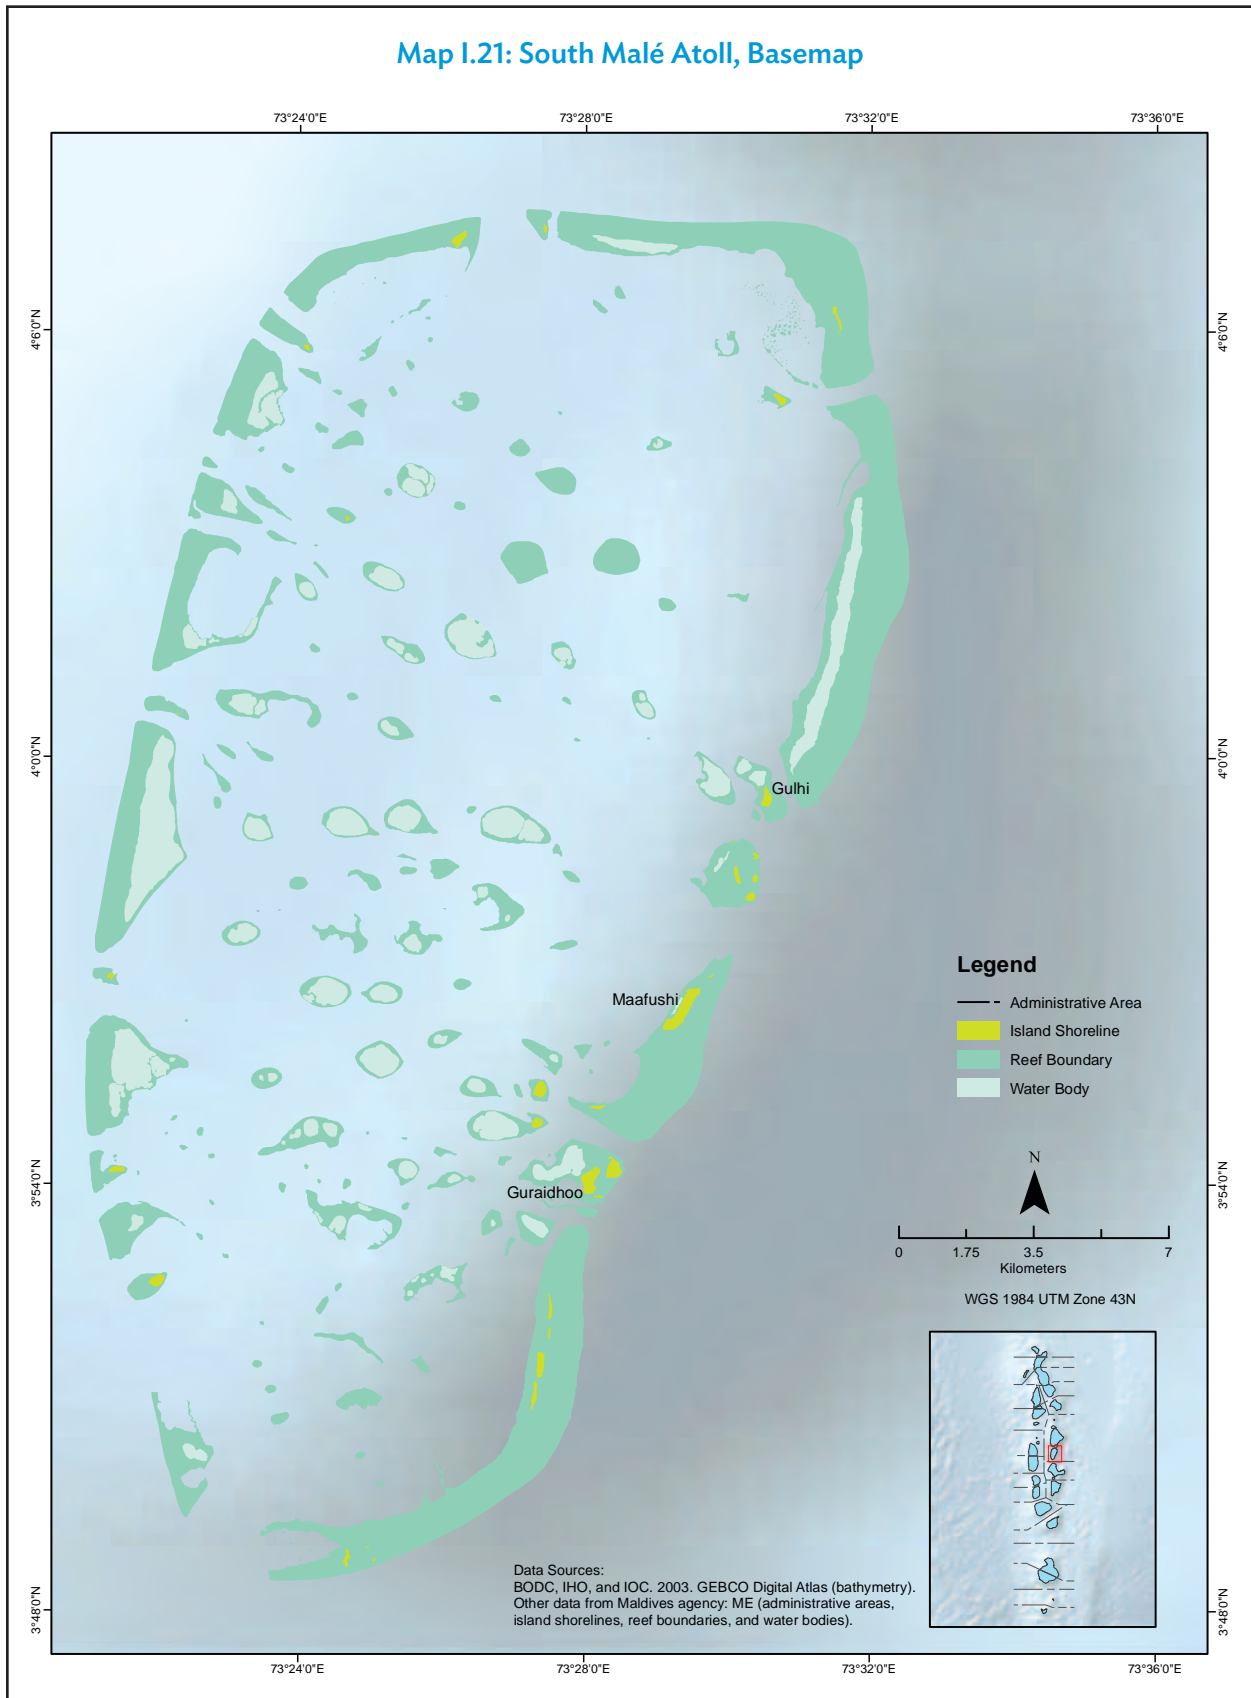 Map I.21: South Malé Atoll, Basemap
73°24'0"E
73°28'0"E
73°32'0"E
73°36'0"E
4°6'0"N
4°6'0"N
4°0'0"N
4°0'0"N
Gulhi
Maafushi
Legend
Administrative Area
Island Shoreline
Reef Boundary
Water Body
3°54'0"N
3°54'0"N
Guraidhoo
N
0 1.75 3.5 7
Kilometers
WGS 1984 UTM Zone 43N
Data Sources:
BODC, IHO, and IOC. 2003. GEBCO Digital Atlas (bathymetry).
Other data from Maldives agency: ME (administrative areas,
island shorelines, reef boundaries, and water bodies).
3°48'0"N
3°48'0"N
73°24'0"E
73°28'0"E
73°32'0"E
73°36'0"E